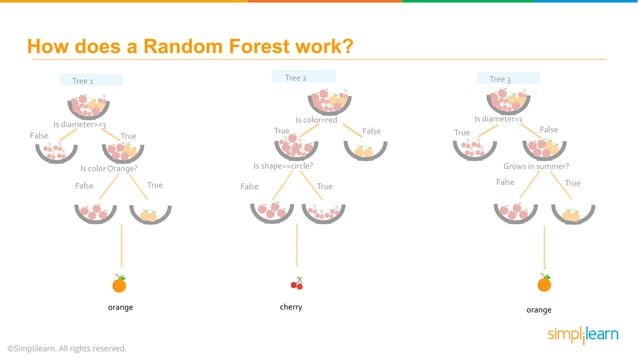 How does a Random Forest work?
Tree 1
Tree 2
Tree 3
Is diameter>=3
False
True
Is color Orange?
False
True
orange
Is color=red
True
False
Is shape==circle?
False
True
cherry
Is diameter=1
True
False
Grows in summer?
False
True
orange
simplilearn
©Simplilearn. All rights reserved.